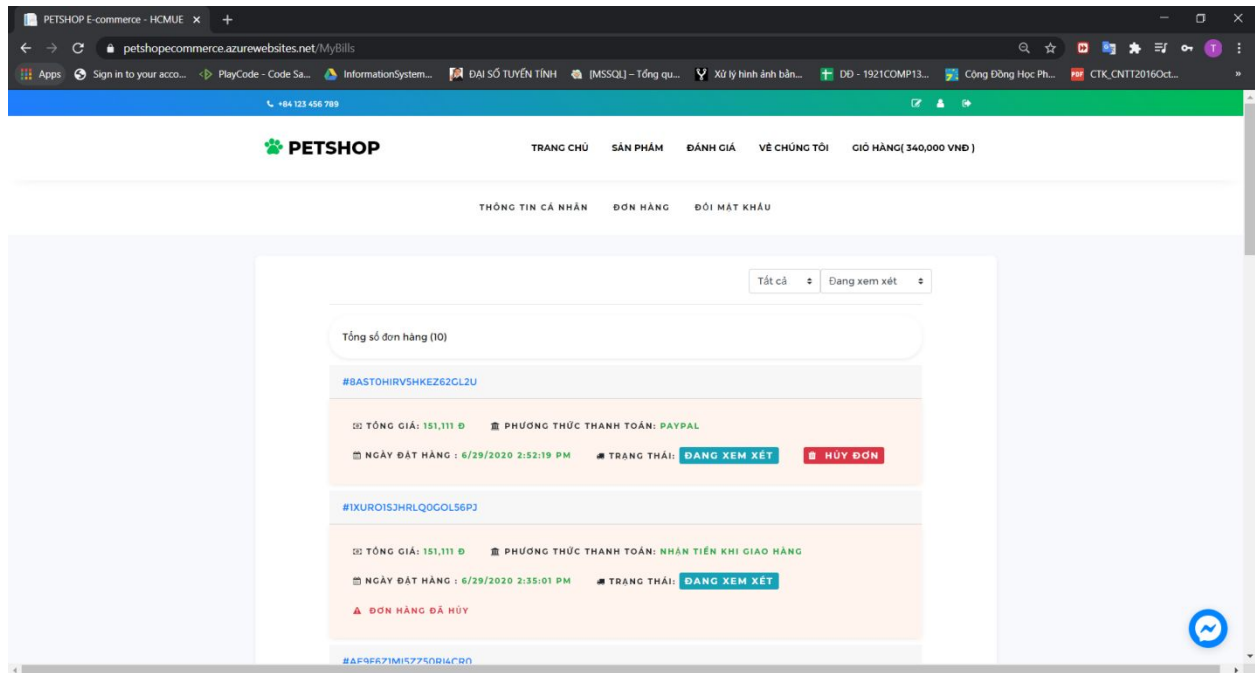 PETSHOP E-commerce - HCMUE
petshopecommerce.azurewebsites.net/MyBills
Apps Sign in to your acco... PlayCode - Code Sa... InformationSystem... ĐẠI SỐ TUYẾN TÍNH [MSSQL] – Tổng qu... Xử lý hình ảnh bằn... DĐ - 1921COMP13... Cộng Đồng Học Ph... CTK_CNTT2016Oct... »
+84 123 456 789
PETSHOP TRANG CHỦ SẢN PHẨM ĐÁNH GIÁ VỀ CHÚNG TÔI GIỎ HÀNG( 340,000 VNĐ )
THÔNG TIN CÁ NHÂN ĐƠN HÀNG ĐỔI MẬT KHẨU
Tất cả Đang xem xét
Tổng số đơn hàng (10)
#8AST0HIRV5HKEZ62GL2U
TỔNG GIÁ: 151,111 Đ PHƯƠNG THỨC THANH TOÁN: PAYPAL
NGÀY ĐẶT HÀNG : 6/29/2020 2:52:19 PM TRẠNG THÁI: ĐANG XEM XÉT HỦY ĐƠN
#1XURO1SJHRLQ0GOL56PJ
TỔNG GIÁ: 151,111 Đ PHƯƠNG THỨC THANH TOÁN: NHẬN TIỀN KHI GIAO HÀNG
NGÀY ĐẶT HÀNG : 6/29/2020 2:35:01 PM TRẠNG THÁI: ĐANG XEM XÉT
ĐƠN HÀNG ĐÃ HỦY